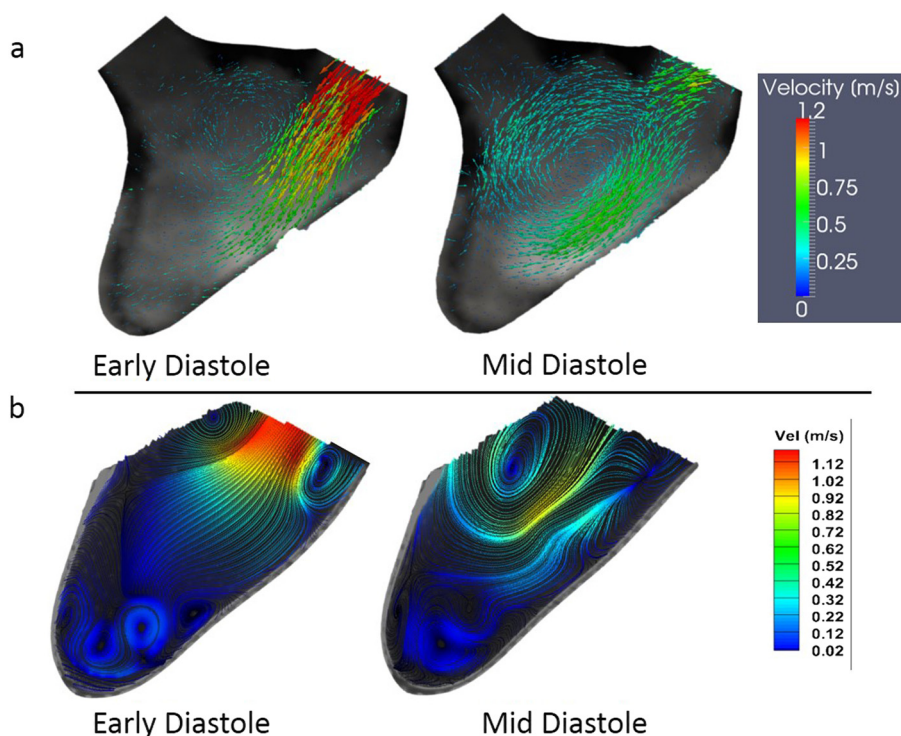 a
Velocity (m/s)
1.2
1
0.75
0.5
0.25
0
Early Diastole
Mid Diastole
b
Vel (m/s)
1.12
1.02
0.92
0.82
0.72
0.62
0.52
0.42
0.32
0.22
0.12
0.02
Early Diastole
Mid Diastole